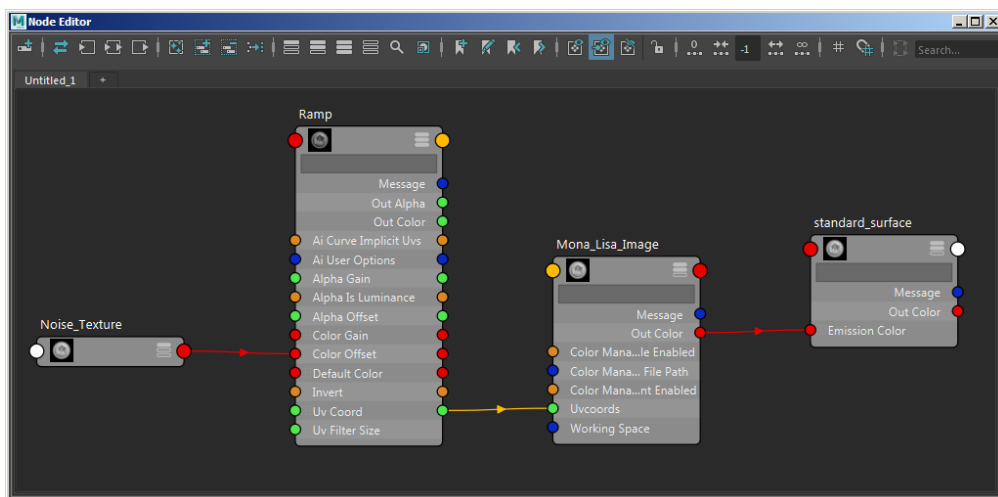 Node Editor
0 -1 ∞ #
Search...
Untitled_1 +
Ramp
Message
Out Alpha
Out Color
Ai Curve Implicit Uvs
Ai User Options
Alpha Gain
Alpha Is Luminance
Alpha Offset
Color Gain
Color Offset
Default Color
Invert
Uv Coord
Uv Filter Size
Noise_Texture
Mona_Lisa_Image
Message
Out Color
Color Mana...le Enabled
Color Mana... File Path
Color Mana...nt Enabled
Uvcoords
Working Space
standard_surface
Message
Out Color
Emission Color